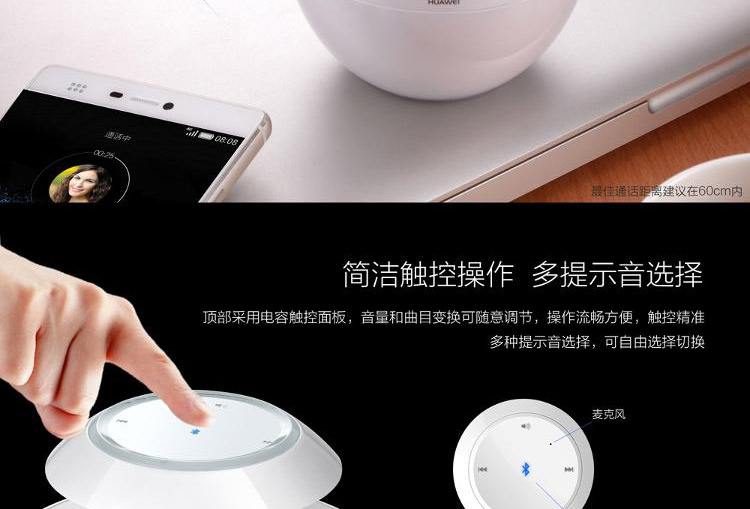 HUAWEI
08:08
通话中
00:25
最佳通话距离建议在60cm内
简洁触控操作 多提示音选择
顶部采用电容触控面板，音量和曲目变换可随意调节，操作流畅方便，触控精准
多种提示音选择，可自由选择切换
麦克风